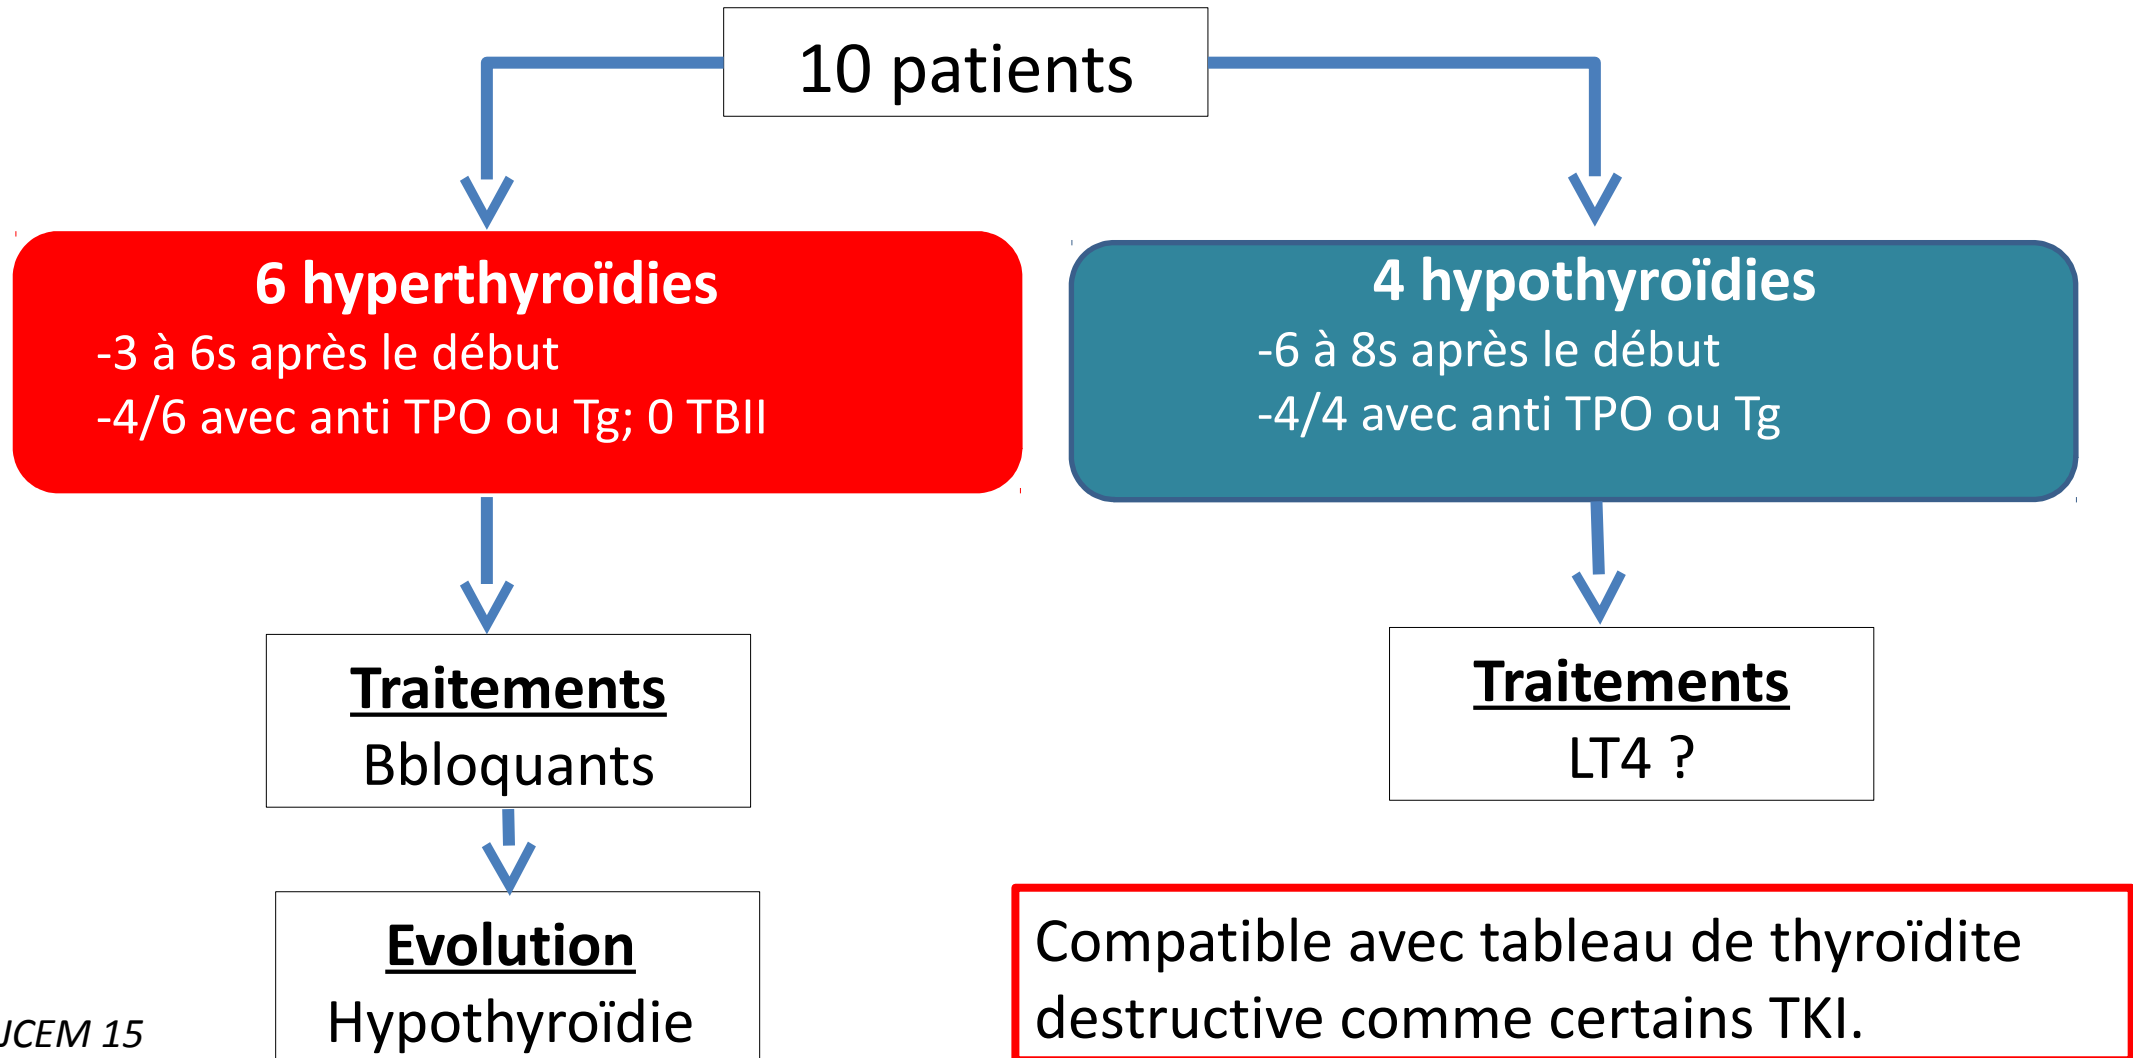 10 patients
6 hyperthyroïdies
-3 à 6s après le début
-4/6 avec anti TPO ou Tg; 0 TBII
4 hypothyroïdies
-6 à 8s après le début
-4/4 avec anti TPO ou Tg
Traitements
Bbloquants
Traitements
LT4 ?
Evolution
Hypothyroïdie
Compatible avec tableau de thyroïdite
destructive comme certains TKI.
JCEM 15